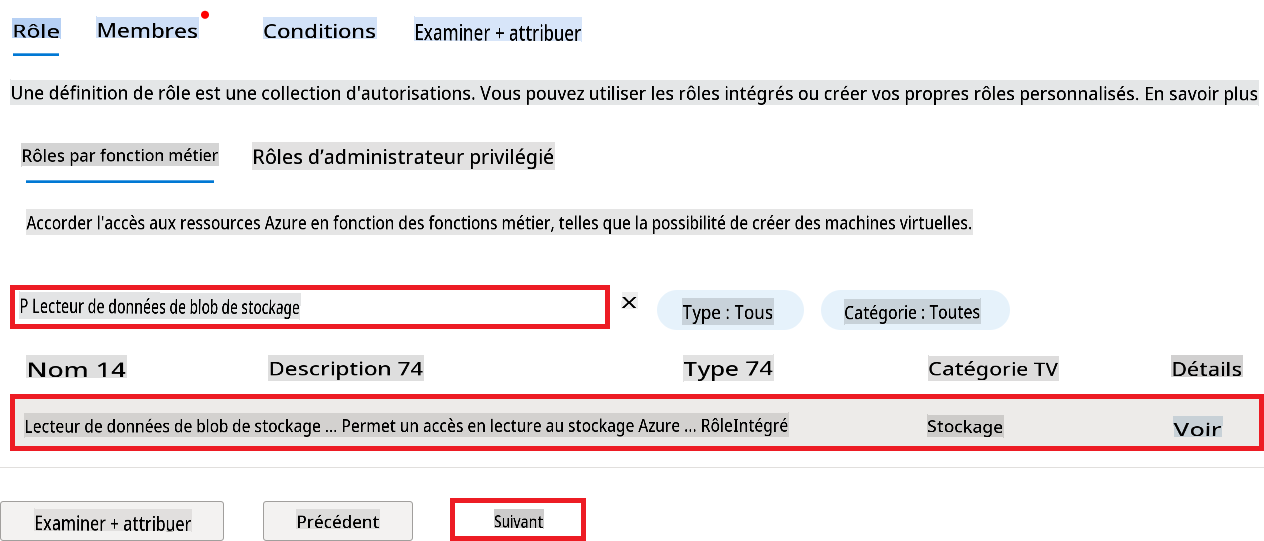 Rôle Membres Conditions Examiner + attribuer
Une définition de rôle est une collection d'autorisations. Vous pouvez utiliser les rôles intégrés ou créer vos propres rôles personnalisés. En savoir plus
Rôles par fonction métier Rôles d’administrateur privilégié
Accorder l'accès aux ressources Azure en fonction des fonctions métier, telles que la possibilité de créer des machines virtuelles.
P Lecteur de données de blob de stockage × Type : Tous Catégorie : Toutes
Nom 14 Description 74 Type 74 Catégorie TV Détails
Lecteur de données de blob de stockage ... Permet un accès en lecture au stockage Azure ... RôleIntégré Stockage Voir
Examiner + attribuer Précédent Suivant